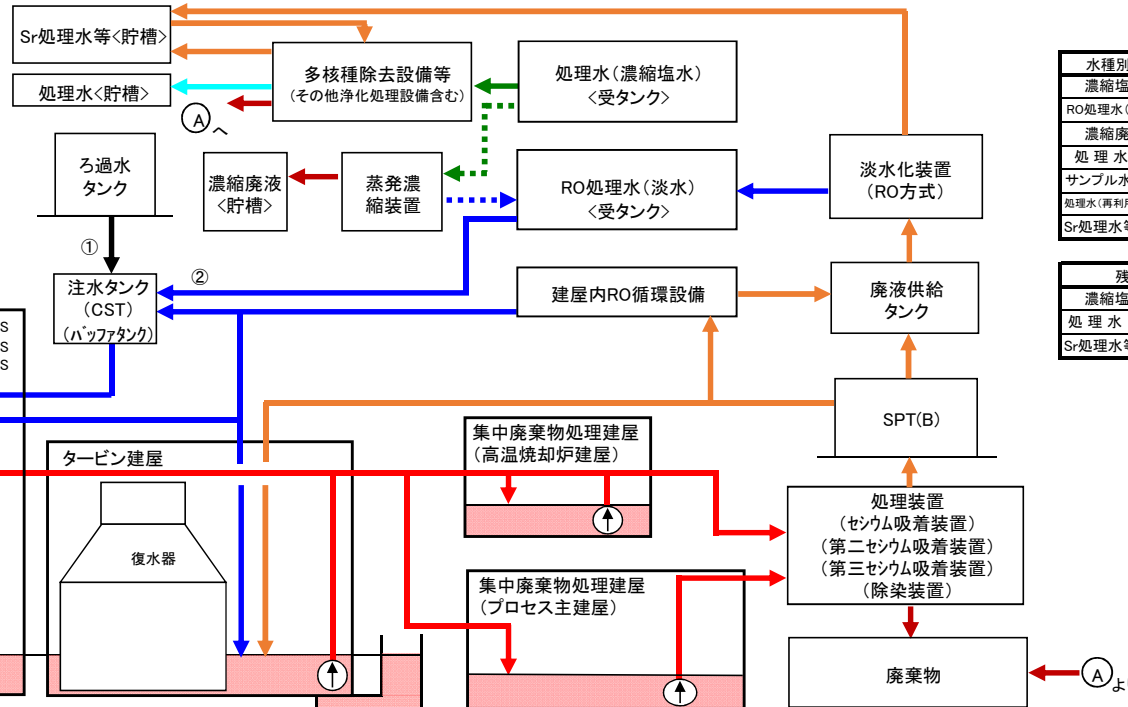 Sr処理水等<貯槽>
処理水<貯槽>
多核種除去設備等
(その他浄化処理設備含む)
処理水(濃縮塩水)
<受タンク>
A
へ
ろ過水
タンク
濃縮廃液
<貯槽>
蒸発濃
縮装置
RO処理水(淡水)
<受タンク>
淡水化装置
(RO方式)
①
②
注水タンク
(CST)
(バッファタンク)
建屋内RO循環設備
廃液供給
タンク
S
S
S
SPT(B)
タービン建屋
復水器
集中廃棄物処理建屋
(高温焼却炉建屋)
集中廃棄物処理建屋
(プロセス主建屋)
処理装置
(セシウム吸着装置)
(第二セシウム吸着装置)
(第三セシウム吸着装置)
(除染装置)
廃棄物
A
よ
水種別
濃縮塩
RO処理水(
濃縮廃
処理水
サンプル水
処理水(再利用
Sr処理水等
残
濃縮塩
処理水
Sr処理水等